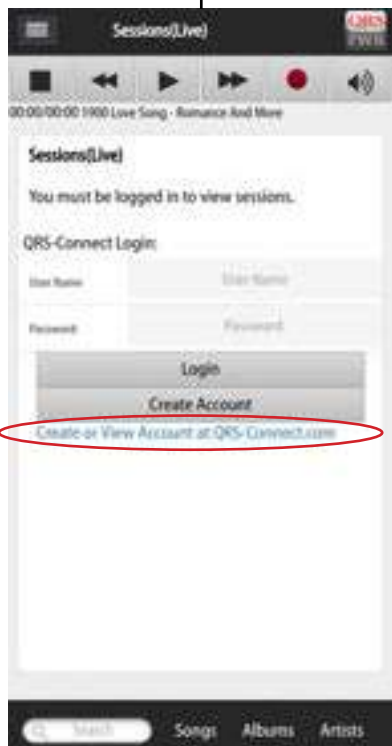 Sessions(Live)
QRS
PWB
00:00/00:00 1900 Love Song - Romance And More
Sessions(Live)
You must be logged in to view sessions.
QRS-Connect Login:
User Name User Name
Password Password
Login
Create Account
Create or View Account at QRS-Connect.com
Search Songs Albums Artists